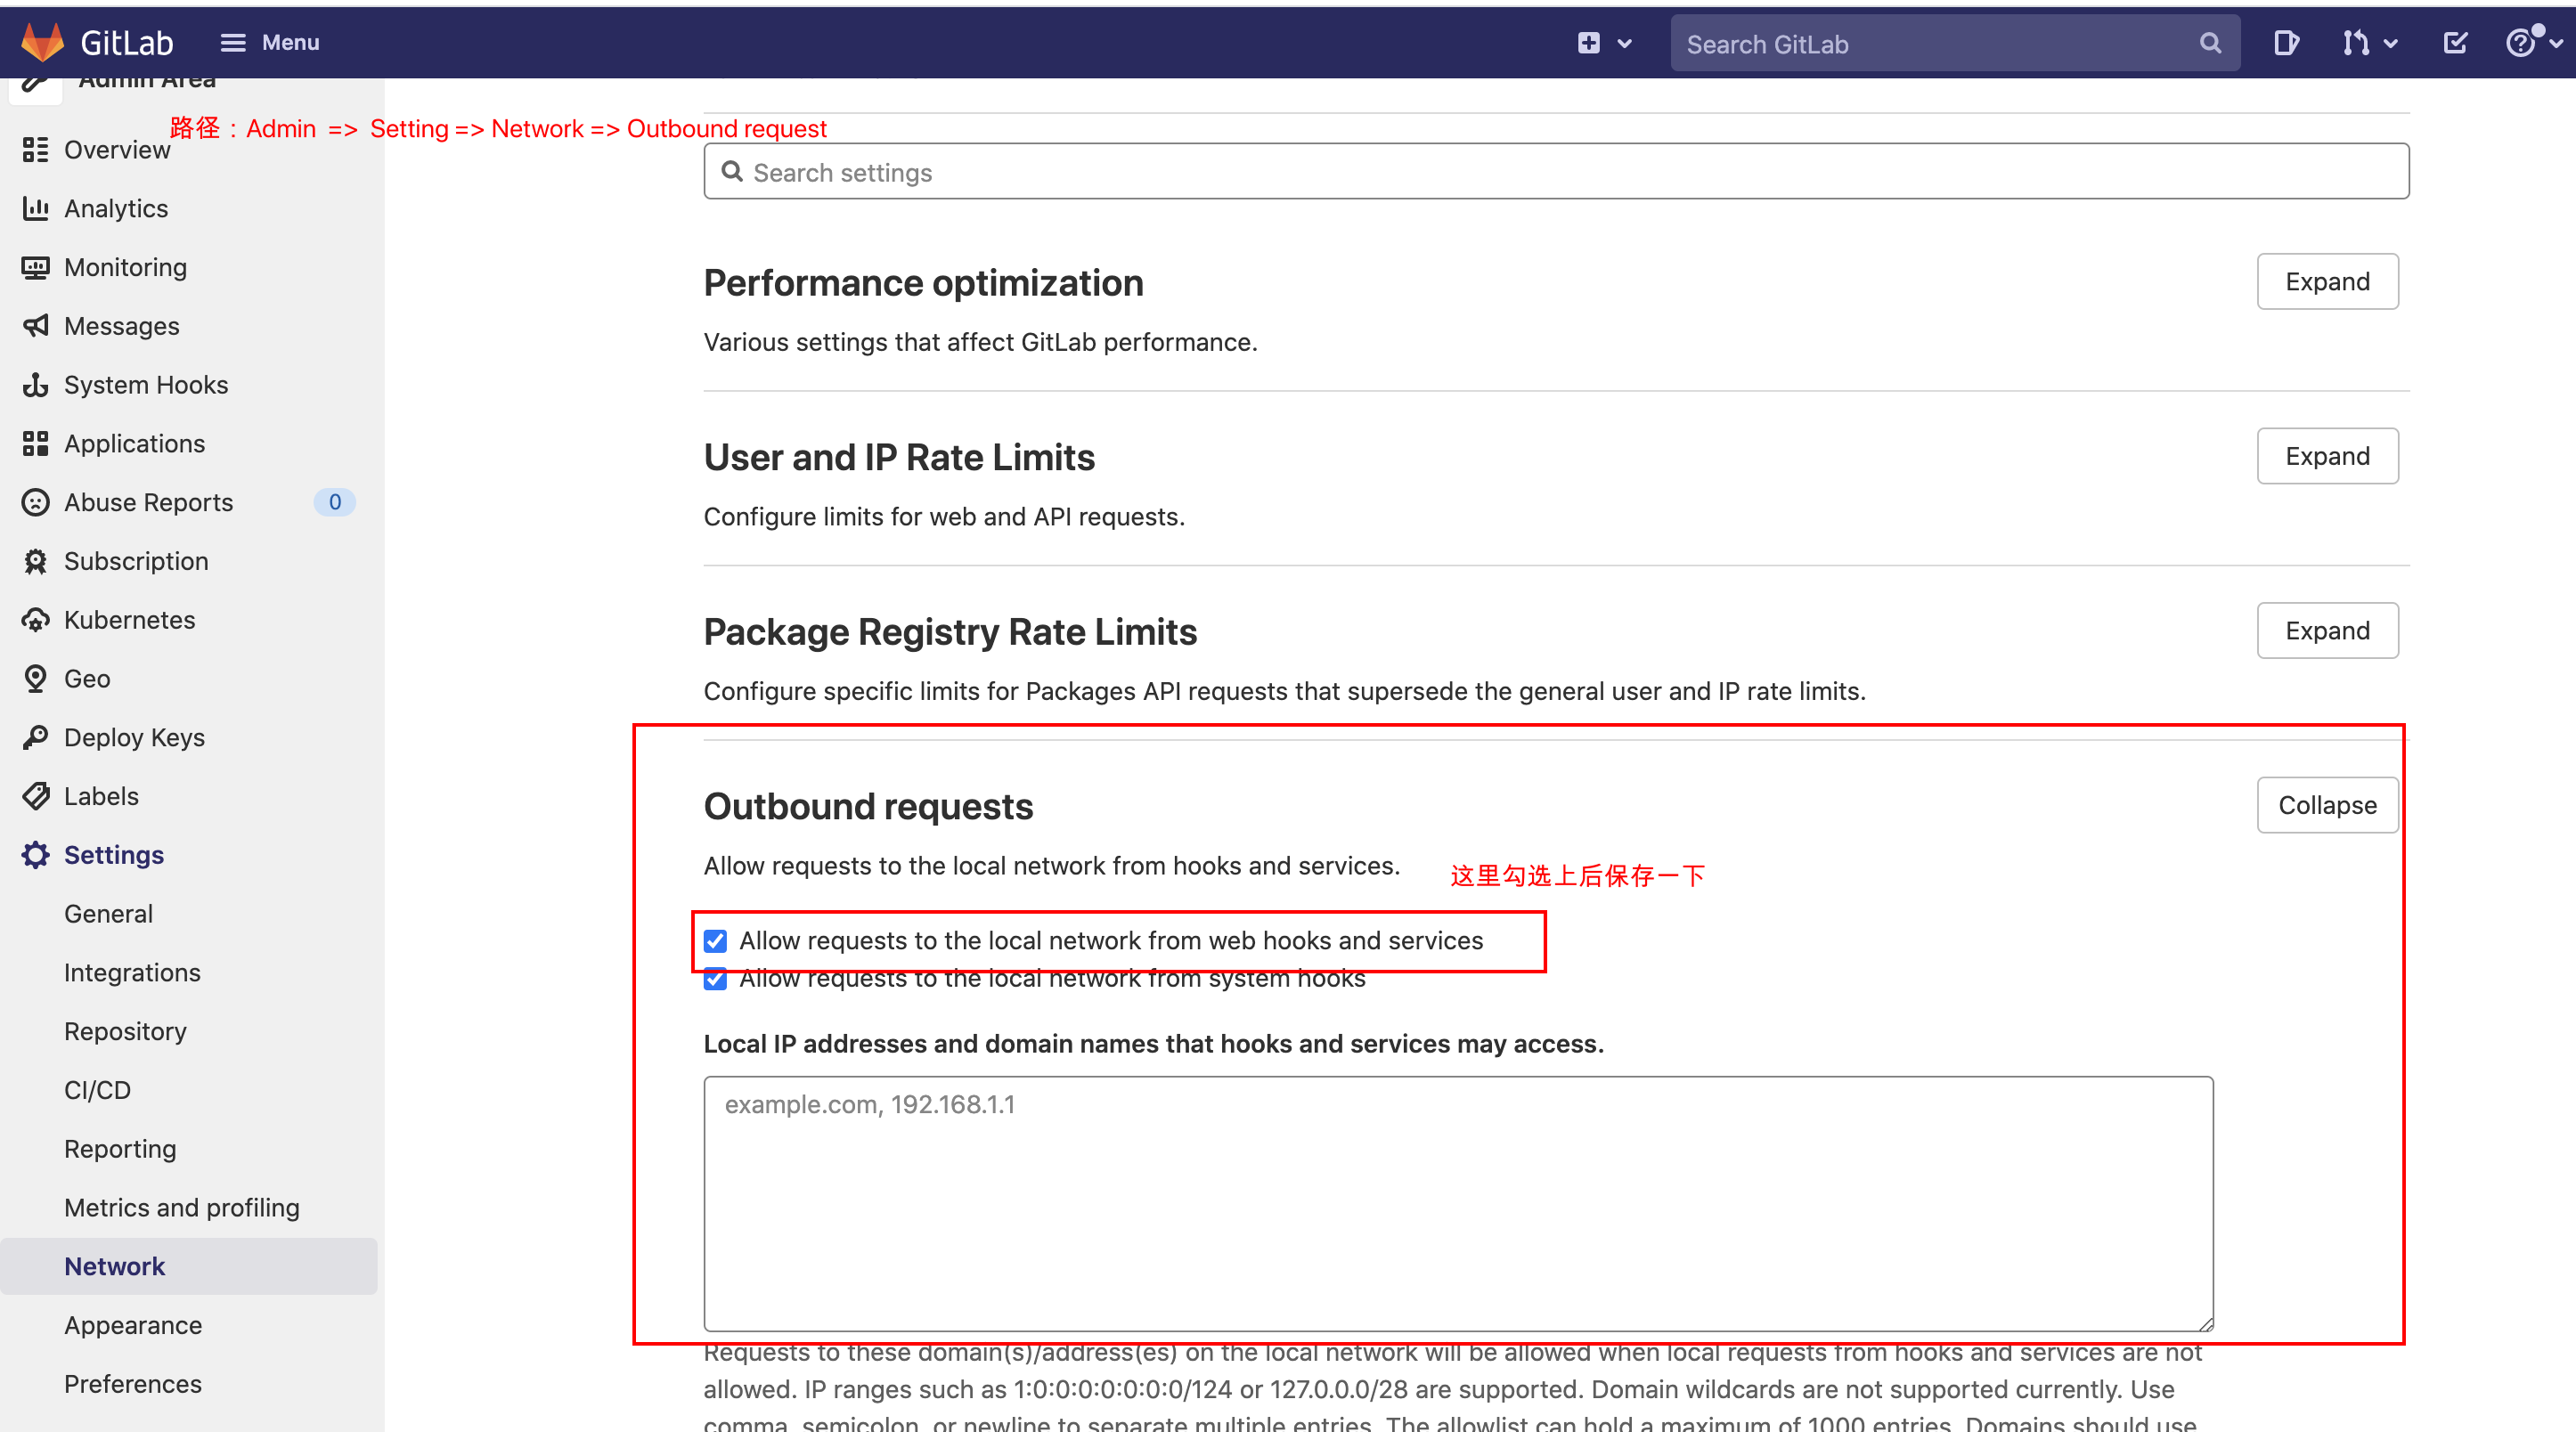 GitLab
Menu
Search GitLab
Admin Area
路径：Admin => Setting => Network => Outbound request
Overview
Analytics
Monitoring
Messages
System Hooks
Applications
Abuse Reports 0
Subscription
Kubernetes
Geo
Deploy Keys
Labels
Settings
General
Integrations
Repository
CI/CD
Reporting
Metrics and profiling
Network
Appearance
Preferences
Search settings
Performance optimization
Expand
Various settings that affect GitLab performance.
User and IP Rate Limits
Expand
Configure limits for web and API requests.
Package Registry Rate Limits
Expand
Configure specific limits for Packages API requests that supersede the general user and IP rate limits.
Outbound requests
Collapse
Allow requests to the local network from hooks and services.
这里勾选上后保存一下
Allow requests to the local network from web hooks and services
Allow requests to the local network from system hooks
Local IP addresses and domain names that hooks and services may access.
example.com, 192.168.1.1
Requests to these domain(s)/address(es) on the local network will be allowed when local requests from hooks and services are not
allowed. IP ranges such as 1:0:0:0:0:0:0:0/124 or 127.0.0.0/28 are supported. Domain wildcards are not supported currently. Use
comma, semicolon, or newline to separate multiple entries. The allowlist can hold a maximum of 1000 entries. Domains should use